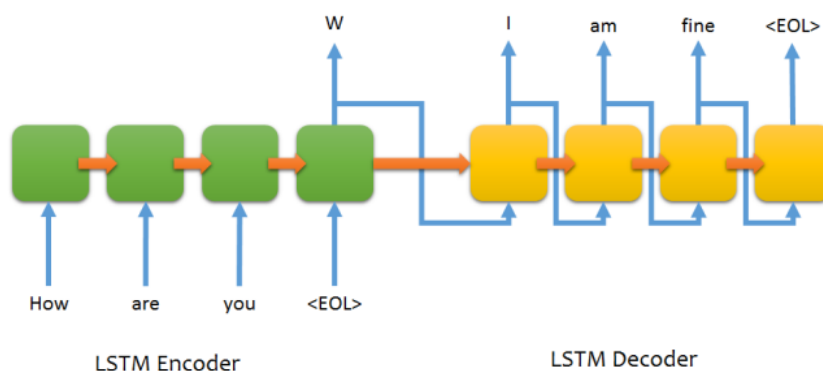 W I am fine <EOL>
How are you <EOL>
LSTM Encoder LSTM Decoder